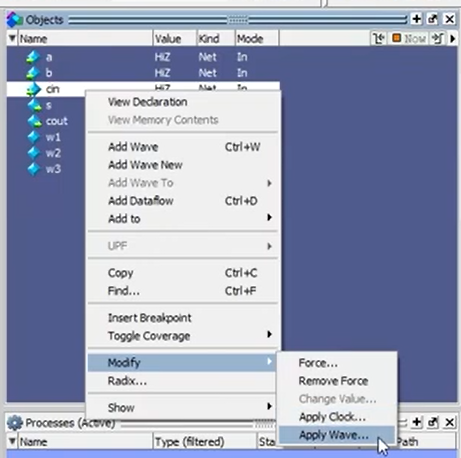 Objects
Name Value Kind Mode Now
a HiZ Net In
b HiZ Net In
cin HiZ Net In
s
cout
w1
w2
w3
View Declaration
View Memory Contents
Add Wave Ctrl+W
Add Wave New
Add Wave To
Add Dataflow Ctrl+D
Add to
UPF
Copy Ctrl+C
Find... Ctrl+F
Insert Breakpoint
Toggle Coverage
Modify
Radix...
Show
Force...
Remove Force
Change Value...
Apply Clock...
Apply Wave...
Processes (Active)
Name Type (filtered) Sta Path